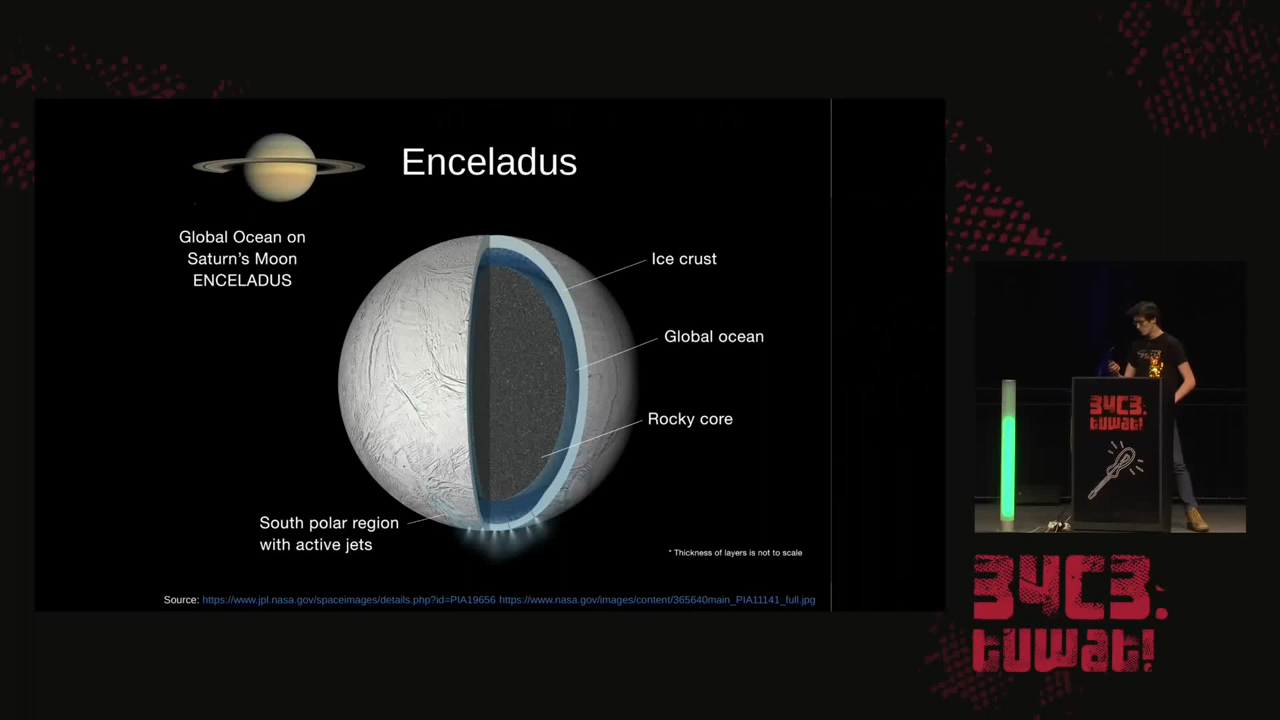 Enceladus
Global Ocean on
Saturn's Moon
ENCELADUS
Ice crust
Global ocean
Rocky core
South polar region
with active jets
* Thickness of layers is not to scale
Source: https://www.jpl.nasa.gov/spaceimages/details.php?id=PIA19656 https://www.nasa.gov/images/content/365640main_PIA11141_full.jpg
34C3.
tuwat!
34C3.
tuwat!